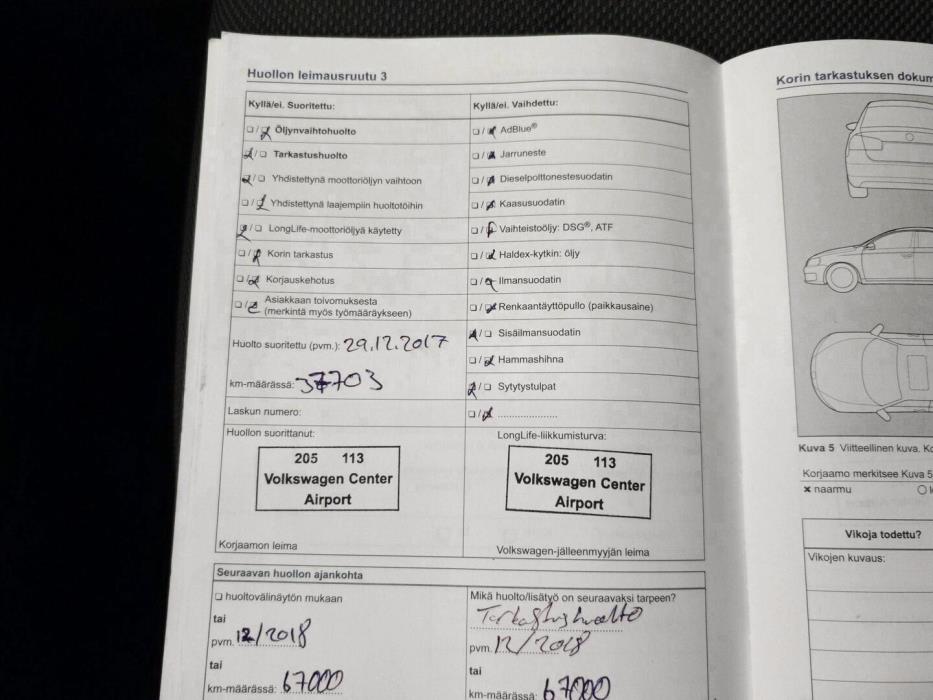 Huollon leimausruutu 3
Kyllä/ei. Suoritettu:
❏/❏ Öljynvaihtohuolto
❏/❏ Tarkastushuolto
❏/❏ Yhdistettynä moottoriöljyn vaihtoon
❏/❏ Yhdistettynä laajempiin huoltotöihin
❏/❏ LongLife-moottoriöljyä käytetty
❏/❏ Korin tarkastus
❏/❏ Korjauskehotus
❏/❏ Asiakkaan toivomuksesta
(merkintä myös työmääräykseen)
Huolto suoritettu (pvm.): 29.12.2017
km-määrässä: 37703
Laskun numero:
Kyllä/ei. Vaihdettu:
❏/❏ AdBlue®
❏/❏ Jarruneste
❏/❏ Dieselpolttonestesuodatin
❏/❏ Kaasusuodatin
❏/❏ Vaihteistoöljy: DSG®, ATF
❏/❏ Haldex-kytkin: öljy
❏/❏ Ilmansuodatin
❏/❏ Renkaantäyttöpullo (paikkausaine)
❏/❏ Sisäilmansuodatin
❏/❏ Hammashihna
❏/❏ Sytytystulpat
❏/❏ .....................
Huollon suorittanut:
205 113
Volkswagen Center
Airport
Korjaamon leima
LongLife-liikkumisturva:
205 113
Volkswagen Center
Airport
Volkswagen-jälleenmyyjän leima
Seuraavan huollon ajankohta
❏ huoltovälinäytön mukaan
tai
pvm. 12/2018
tai
km-määrässä: 67000
Mikä huolto/lisätyö on seuraavaksi tarpeen?
Tarkastushuolto
pvm. 12/2018
tai
km-määrässä: 67000
Korin tarkastuksen dokum
Kuva 5 Viitteellinen kuva. Ko
Korjaamo merkitsee Kuva 5
× naarmu
Vikoja todettu?
Vikojen kuvaus: